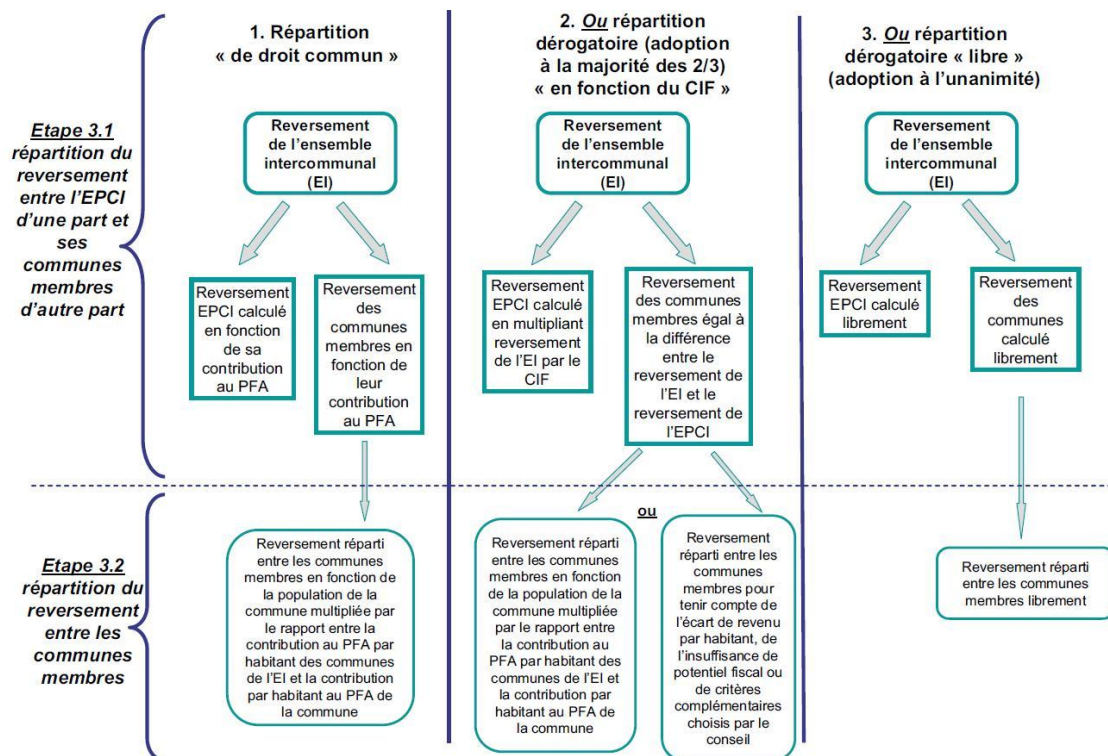 1. Répartition
« de droit commun »
2. Ou répartition
dérogatoire (adoption
à la majorité des 2/3)
« en fonction du CIF »
3. Ou répartition
dérogatoire « libre »
(adoption à l'unanimité)
Etape 3.1
répartition du
reversement
entre l'EPCI
d'une part et
ses
communes
membres
d'autre part
Reversement
de l'ensemble
intercommunal
(EI)
Reversement
de l'ensemble
intercommunal
(EI)
Reversement
de l'ensemble
intercommunal
(EI)
Reversement
EPCI calculé
en fonction
de sa
contribution
au PFA
Reversement
des
communes
membres en
fonction de
leur
contribution
au PFA
Reversement
EPCI calculé
en multipliant
reversement
de l'EI par le
CIF
Reversement
des communes
membres égal à
la différence
entre le
reversement de
l'EI et le
reversement de
l'EPCI
Reversement
EPCI calculé
librement
Reversement
des
communes
calculé
librement
Etape 3.2
répartition du
reversement
entre les
communes
membres
Reversement réparti
entre les communes
membres en fonction de
la population de la
commune multipliée par
le rapport entre la
contribution au PFA par
habitant des communes
de l'EI et la contribution
par habitant au PFA de
la commune
Reversement réparti
entre les communes
membres en fonction
de la population de la
commune multipliée
par le rapport entre
la contribution au
PFA par habitant des
communes de l'EI et
la contribution par
habitant au PFA de
la commune
ou
Reversement
réparti entre les
communes
membres pour
tenir compte de
l'écart de revenu
par habitant, de
l'insuffisance de
potentiel fiscal ou
de critères
complémentaires
choisis par le
conseil
Reversement réparti
entre les communes
membres librement